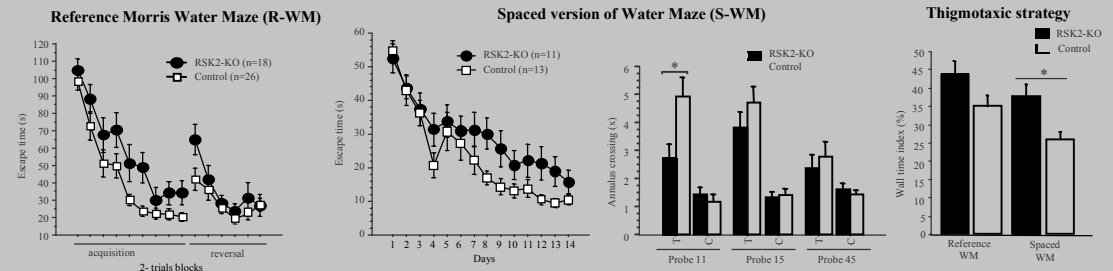 Reference Morris Water Maze (R-WM)
120
110
100
90
80
70
60
50
40
30
20
10
Escape time (s)
RSK2-KO (n=18)
Control (n=26)
acquisition
reversal
2- trials blocks
Spaced version of Water Maze (S-WM)
60
50
40
30
20
10
0
Escape time (s)
RSK2-KO (n=11)
Control (n=13)
1 2 3 4 5 6 7 8 9 10 11 12 13 14
Days
6
5
4
3
2
1
0
Annulus crossing (x)
RSK2-KO
Control
*
T C T C T C
Probe 11 Probe 15 Probe 45
Thigmotaxic strategy
RSK2-KO
Control
50
45
35
30
25
20
15
10
5
0
Wall time index (%)
*
Reference
WM
Spaced
WM